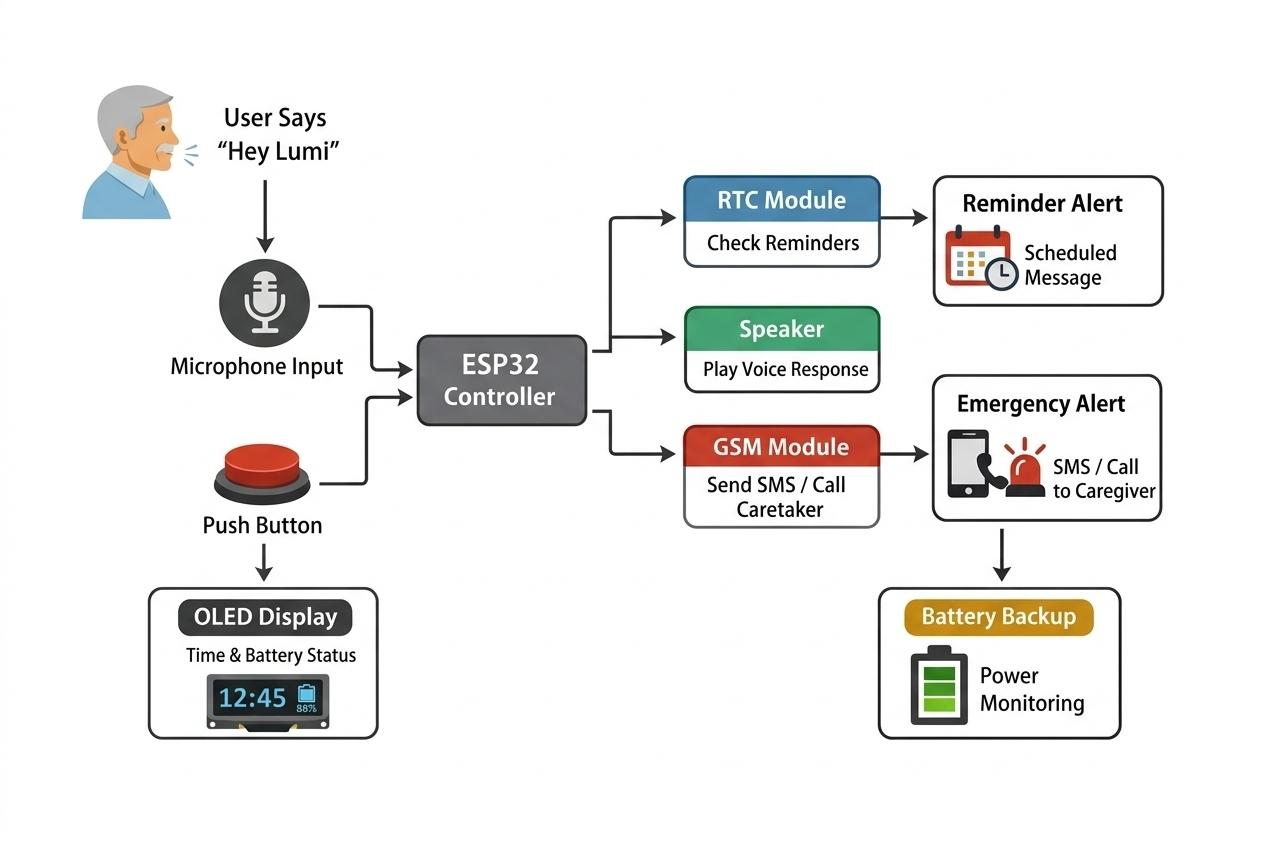 User Says
“Hey Lumi”
Microphone Input
Push Button
OLED Display
Time & Battery Status
12:45
88%
ESP32
Controller
RTC Module
Check Reminders
Speaker
Play Voice Response
GSM Module
Send SMS / Call
Caretaker
Reminder Alert
Scheduled
Message
Emergency Alert
SMS / Call
to Caregiver
Battery Backup
Power
Monitoring